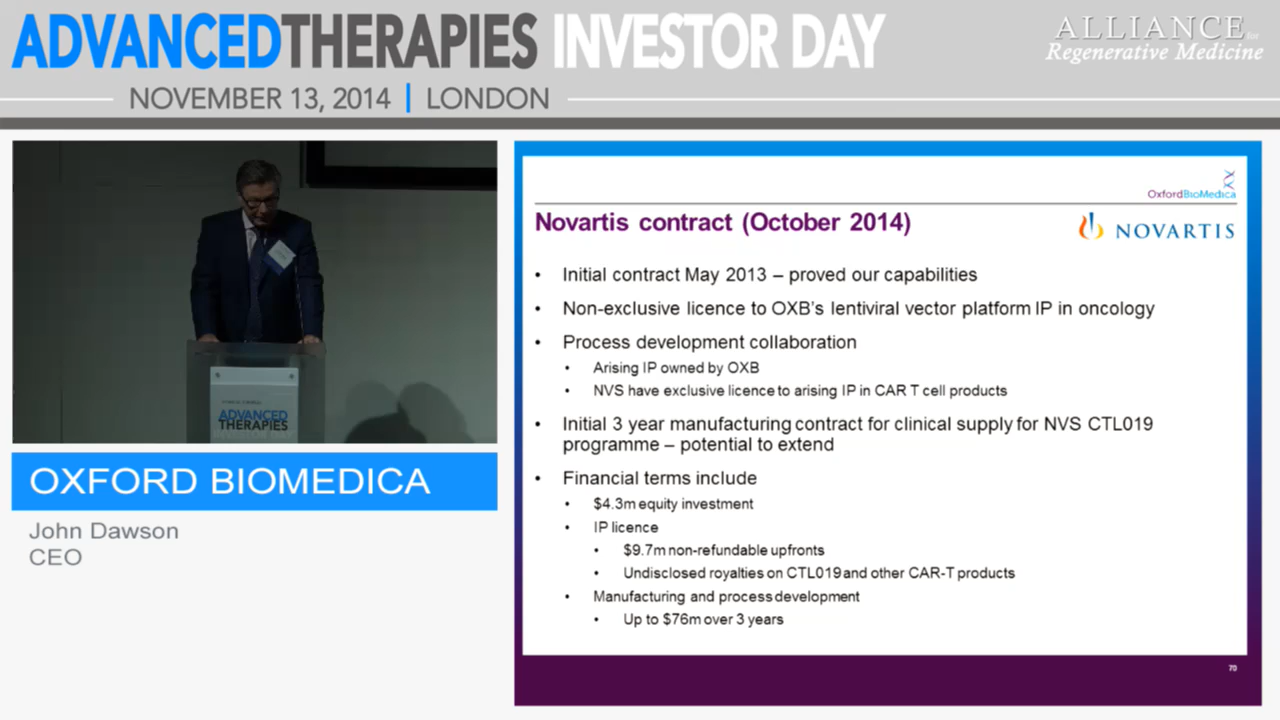 ADVANCEDTHERAPIES INVESTOR DAY
NOVEMBER 13, 2014 | LONDON
ALLIANCE for
Regenerative Medicine
ADVANCED
THERAPIES
OXFORD BIOMEDICA
John Dawson
CEO
OxfordBioMedica
Novartis contract (October 2014)
NOVARTIS
• Initial contract May 2013 – proved our capabilities
• Non-exclusive licence to OXB's lentiviral vector platform IP in oncology
• Process development collaboration
• Arising IP owned by OXB
• NVS have exclusive licence to arising IP in CAR T cell products
• Initial 3 year manufacturing contract for clinical supply for NVS CTL019
programme – potential to extend
• Financial terms include
• $4.3m equity investment
• IP licence
• $9.7m non-refundable upfronts
• Undisclosed royalties on CTL019 and other CAR-T products
• Manufacturing and process development
• Up to $76m over 3 years
70